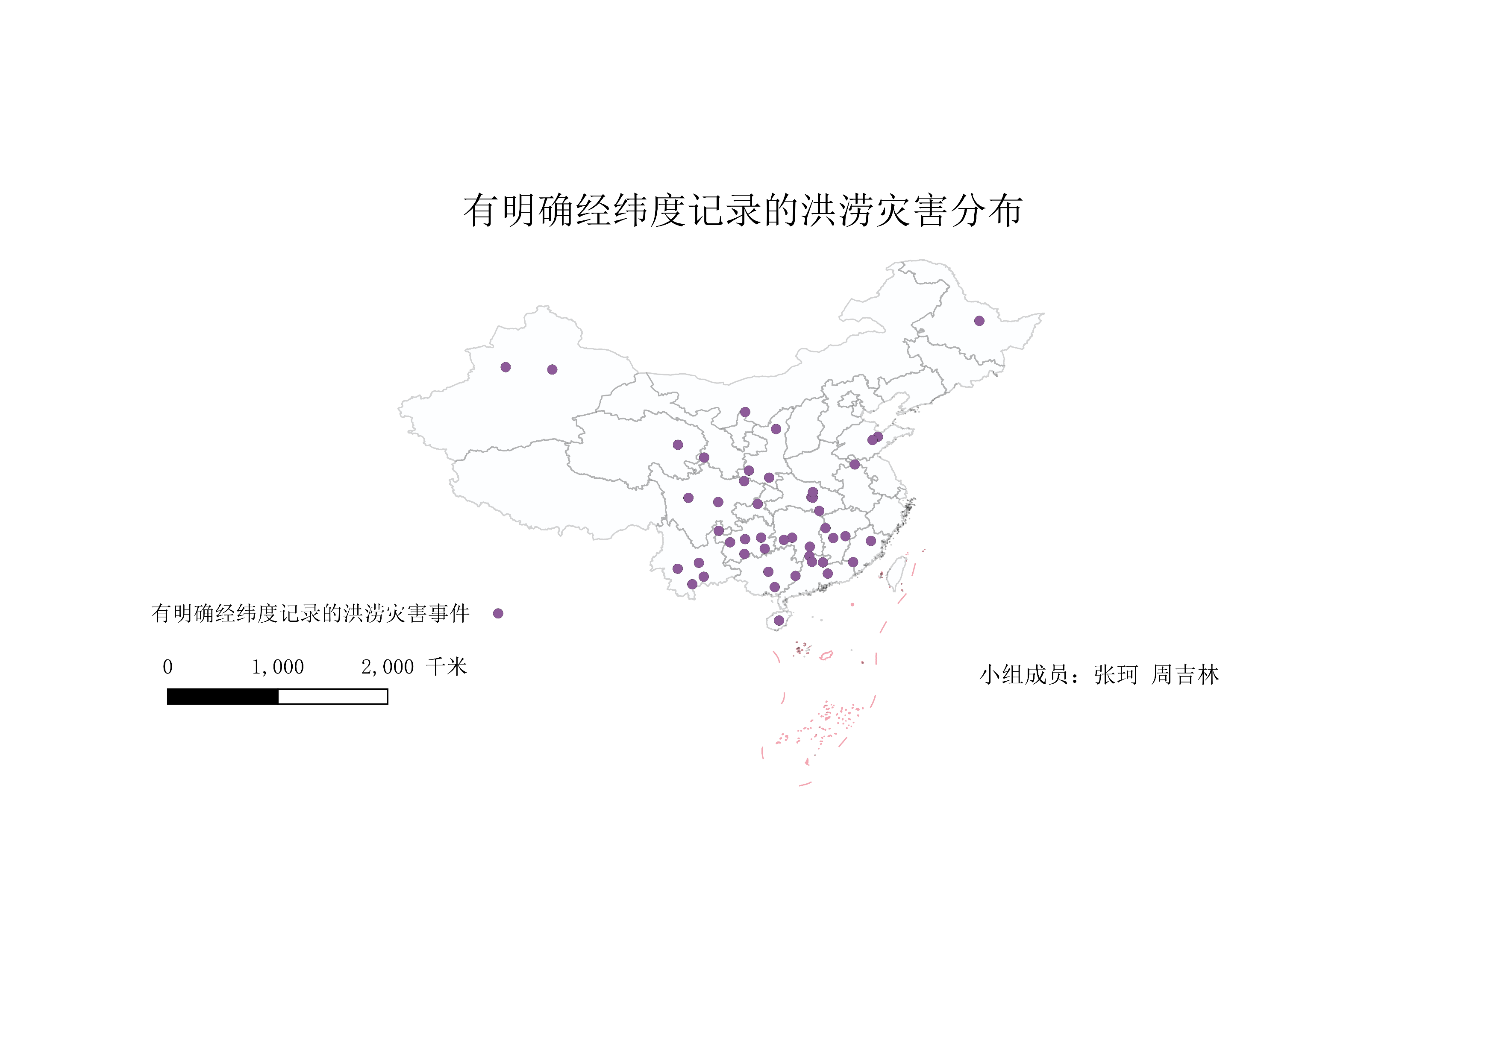 有明确经纬度记录的洪涝灾害分布
有明确经纬度记录的洪涝灾害事件
0 1,000 2,000 千米
小组成员：张珂 周吉林